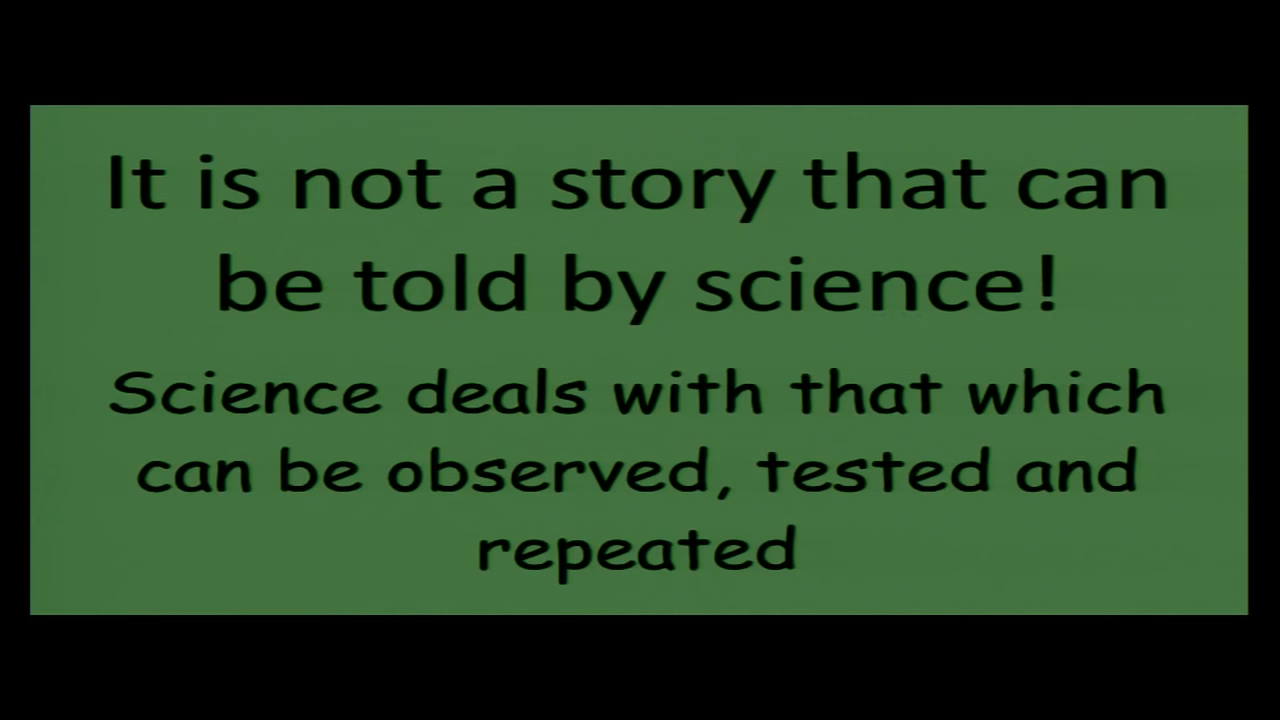 It is not a story that can
be told by science!
Science deals with that which
can be observed, tested and
repeated